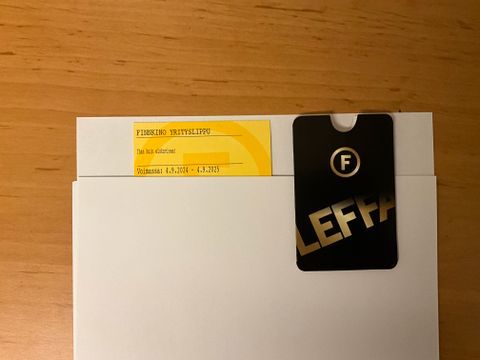 FINNKINO YRITYSLIPPU
Voimassa: 4.9.2024 - 4.9.2025
F
LEFFA